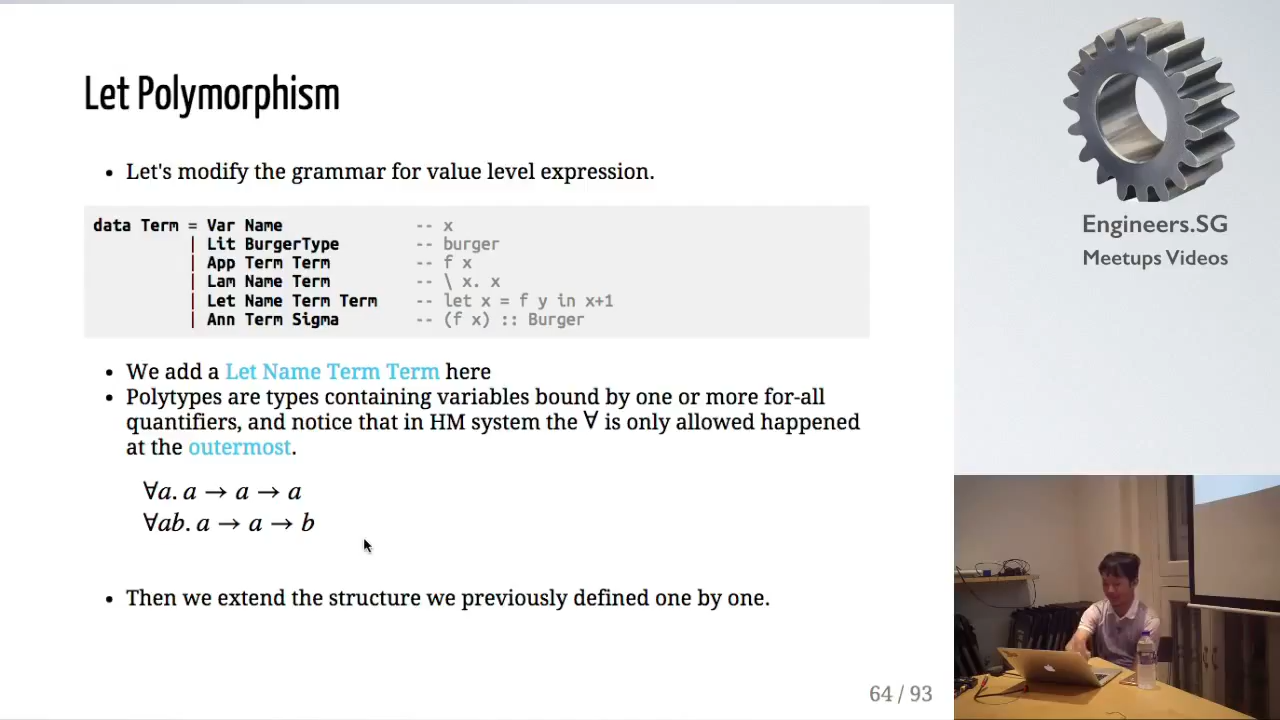 Let Polymorphism
• Let's modify the grammar for value level expression.
data Term = Var Name -- x
| Lit BurgerType -- burger
| App Term Term -- f x
| Lam Name Term -- \ x. x
| Let Name Term Term -- let x = f y in x+1
| Ann Term Sigma -- (f x) :: Burger
• We add a Let Name Term Term here
• Polytypes are types containing variables bound by one or more for-all
quantifiers, and notice that in HM system the ∀ is only allowed happened
at the outermost.
∀a. a → a → a
∀ab. a → a → b
• Then we extend the structure we previously defined one by one.
64 / 93
Engineers.SG
Meetups Videos